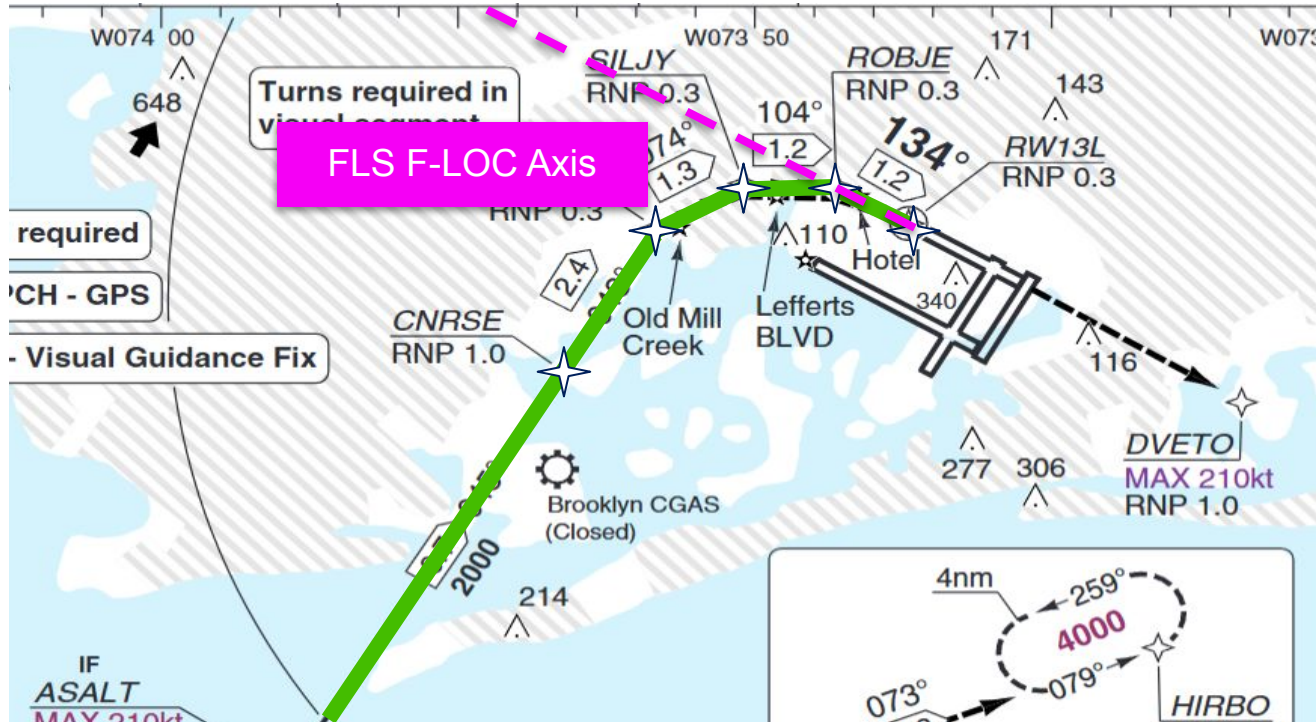 W074 00
W073 50
W073
648
Turns required in
visual segment
SILJY
RNP 0.3
ROBJE
RNP 0.3
171
143
104°
1.2
134°
1.2
RW13L
RNP 0.3
FLS F-LOC Axis
074°
1.3
RNP 0.3
required
PCH - GPS
- Visual Guidance Fix
2.4
CNRSE
RNP 1.0
Old Mill
Creek
Lefferts
BLVD
110
Hotel
340
116
DVETO
MAX 210kt
RNP 1.0
277
306
Brooklyn CGAS
(Closed)
2000
214
4nm
259°
4000
079°
073°
HIRBO
IF
ASALT
MAX 210kt